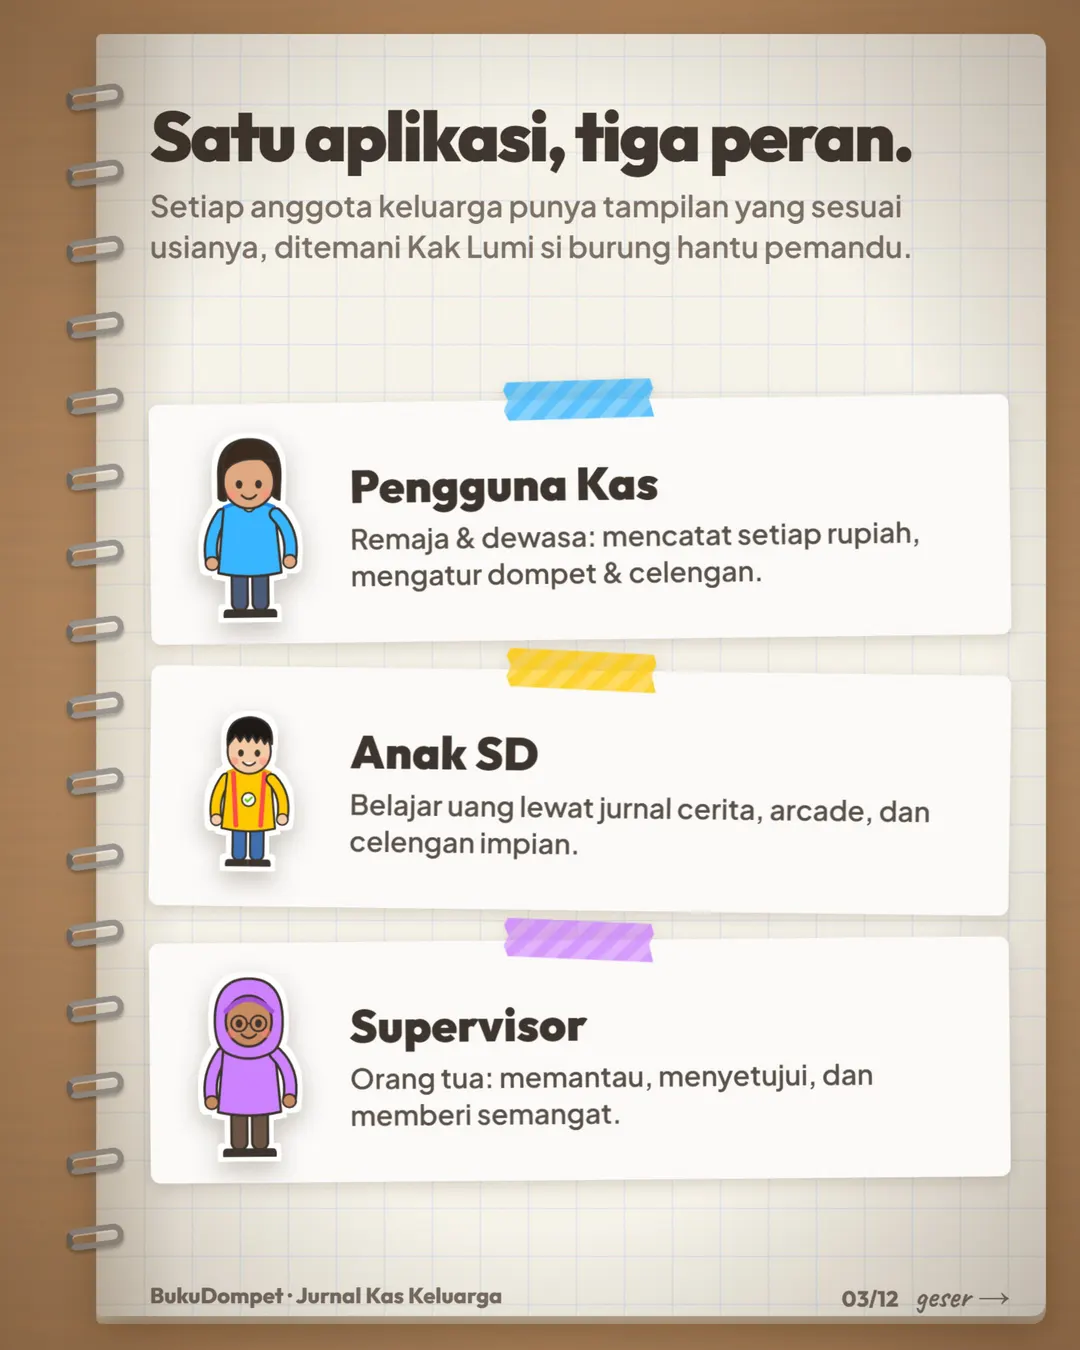 Satu aplikasi, tiga peran.
Setiap anggota keluarga punya tampilan yang sesuai
usianya, ditemani Kak Lumi si burung hantu pemandu.
Pengguna Kas
Remaja & dewasa: mencatat setiap rupiah,
mengatur dompet & celengan.
Anak SD
Belajar uang lewat jurnal cerita, arcade, dan
celengan impian.
Supervisor
Orang tua: memantau, menyetujui, dan
memberi semangat.
BukuDompet · Jurnal Kas Keluarga
03/12 geser →